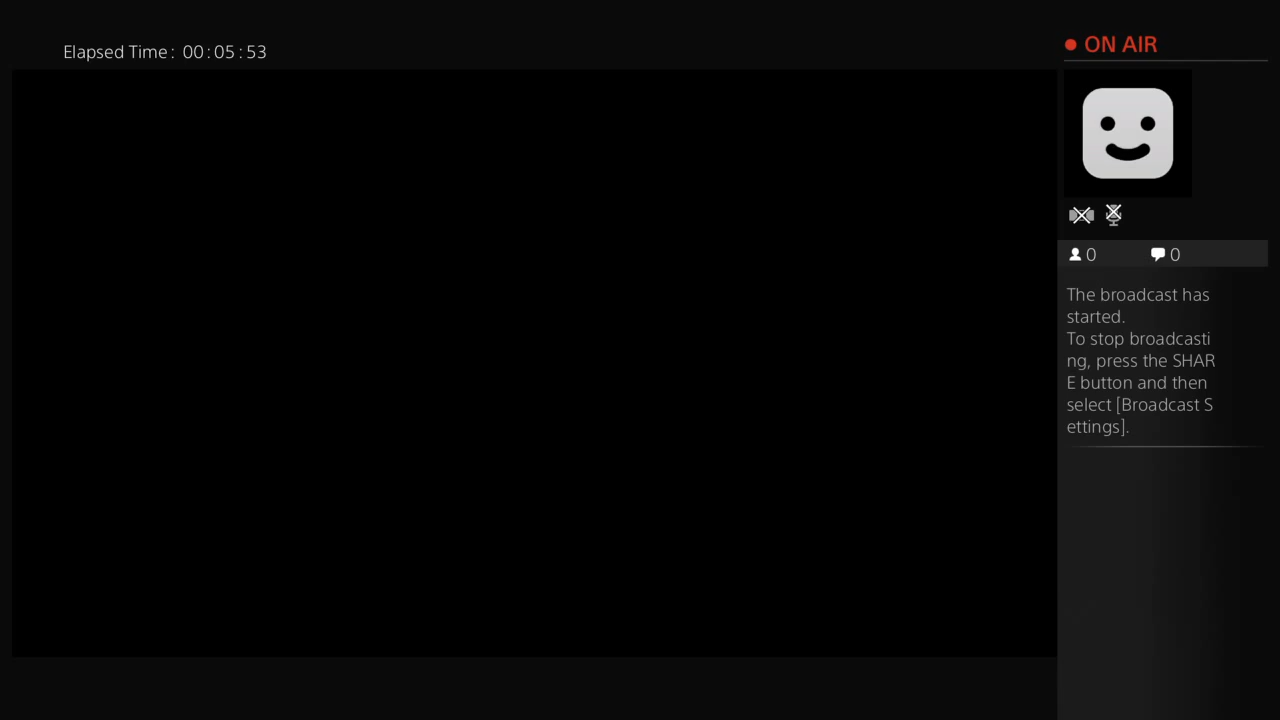 Elapsed Time: 00:05:53
ON AIR
0 0
The broadcast has
started.
To stop broadcasti
ng, press the SHAR
E button and then
select [Broadcast S
ettings].